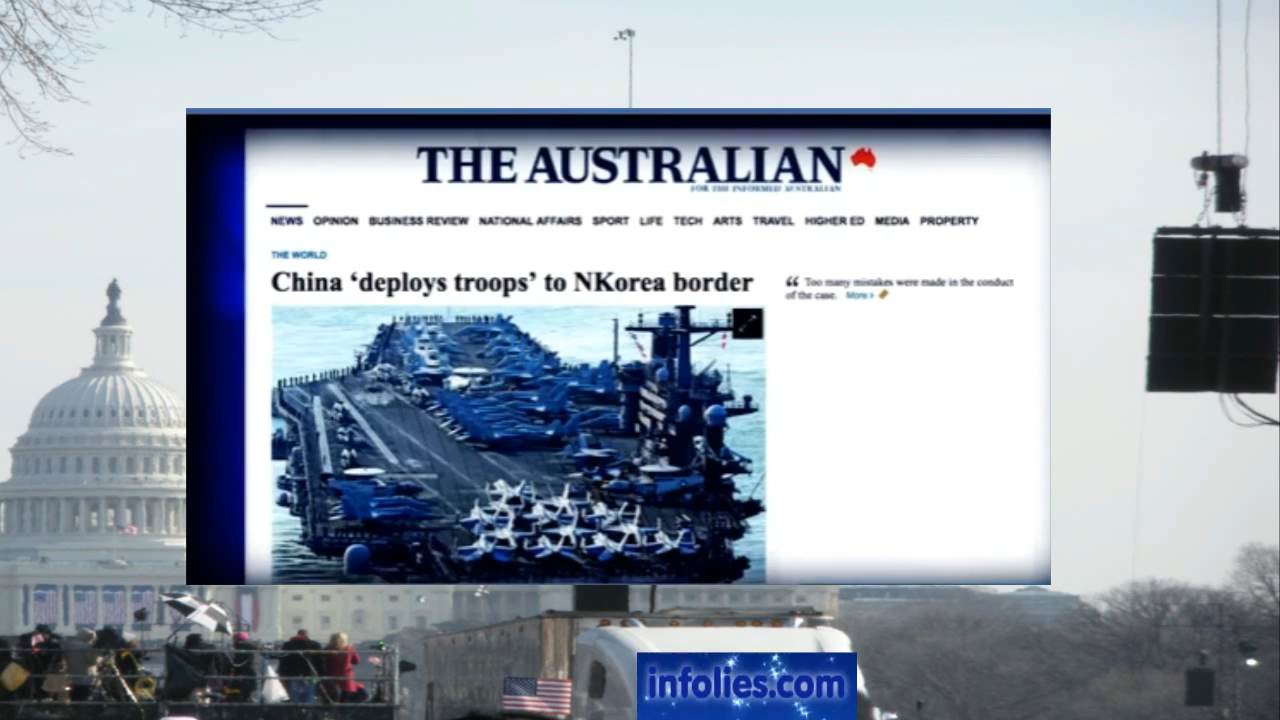 THE AUSTRALIAN
FOR THE INFORMED AUSTRALIAN
NEWS OPINION BUSINESS REVIEW NATIONAL AFFAIRS SPORT LIFE TECH ARTS TRAVEL HIGHER ED MEDIA PROPERTY
THE WORLD
China ‘deploys troops’ to NKorea border
“ Too many mistakes were made in the conduct
of the case. More ›
infolies.com